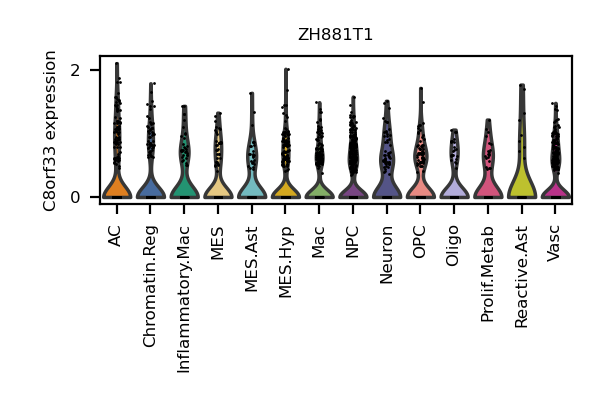 ZH881T1
C8orf33 expression
2
0
AC
Chromatin.Reg
Inflammatory.Mac
MES
MES.Ast
MES.Hyp
Mac
NPC
Neuron
OPC
Oligo
Prolif.Metab
Reactive.Ast
Vasc